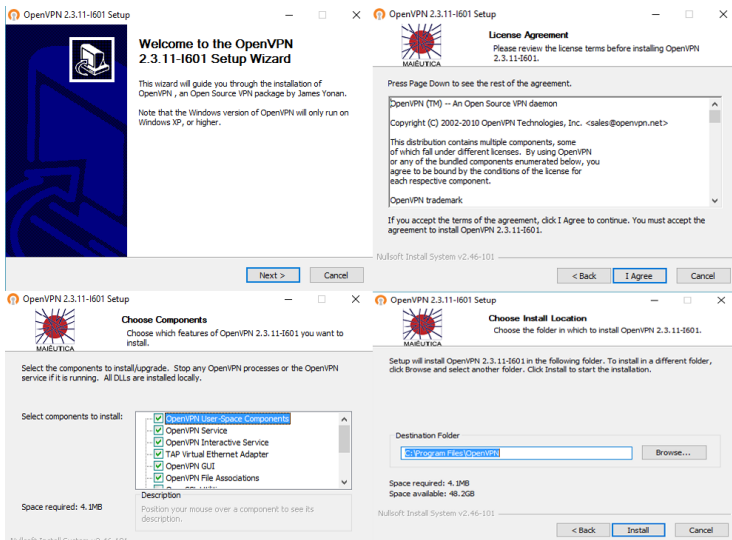 OpenVPN 2.3.11-I601 Setup
Welcome to the OpenVPN
2.3.11-I601 Setup Wizard
This wizard will guide you through the installation of
OpenVPN , an Open Source VPN package by James Yonan.
Note that the Windows version of OpenVPN will only run on
Windows XP, or higher.
Next >
Cancel
OpenVPN 2.3.11-I601 Setup
MAIÊUTICA
License Agreement
Please review the license terms before installing OpenVPN
2.3.11-I601.
Press Page Down to see the rest of the agreement.
OpenVPN (TM) -- An Open Source VPN daemon
Copyright (C) 2002-2010 OpenVPN Technologies, Inc. <sales@openvpn.net>
This distribution contains multiple components, some
of which fall under different licenses. By using OpenVPN
or any of the bundled components enumerated below, you
agree to be bound by the conditions of the license for
each respective component.
OpenVPN trademark
If you accept the terms of the agreement, click I Agree to continue. You must accept the
agreement to install OpenVPN 2.3.11-I601.
Nullsoft Install System v2.46-101
< Back
I Agree
Cancel
OpenVPN 2.3.11-I601 Setup
MAIÊUTICA
Choose Components
Choose which features of OpenVPN 2.3.11-I601 you want to
install.
Select the components to install/upgrade. Stop any OpenVPN processes or the OpenVPN
service if it is running. All DLLs are installed locally.
Select components to install:
OpenVPN User-Space Components
OpenVPN Service
OpenVPN Interactive Service
TAP Virtual Ethernet Adapter
OpenVPN GUI
OpenVPN File Associations
Space required: 4.1MB
Description
Position your mouse over a component to see its
description.
OpenVPN 2.3.11-I601 Setup
MAIÊUTICA
Choose Install Location
Choose the folder in which to install OpenVPN 2.3.11-I601.
Setup will install OpenVPN 2.3.11-I601 in the following folder. To install in a different folder,
click Browse and select another folder. Click Install to start the installation.
Destination Folder
C:\Program Files\OpenVPN
Browse...
Space required: 4.1MB
Space available: 48.2GB
Nullsoft Install System v2.46-101
< Back
Install
Cancel